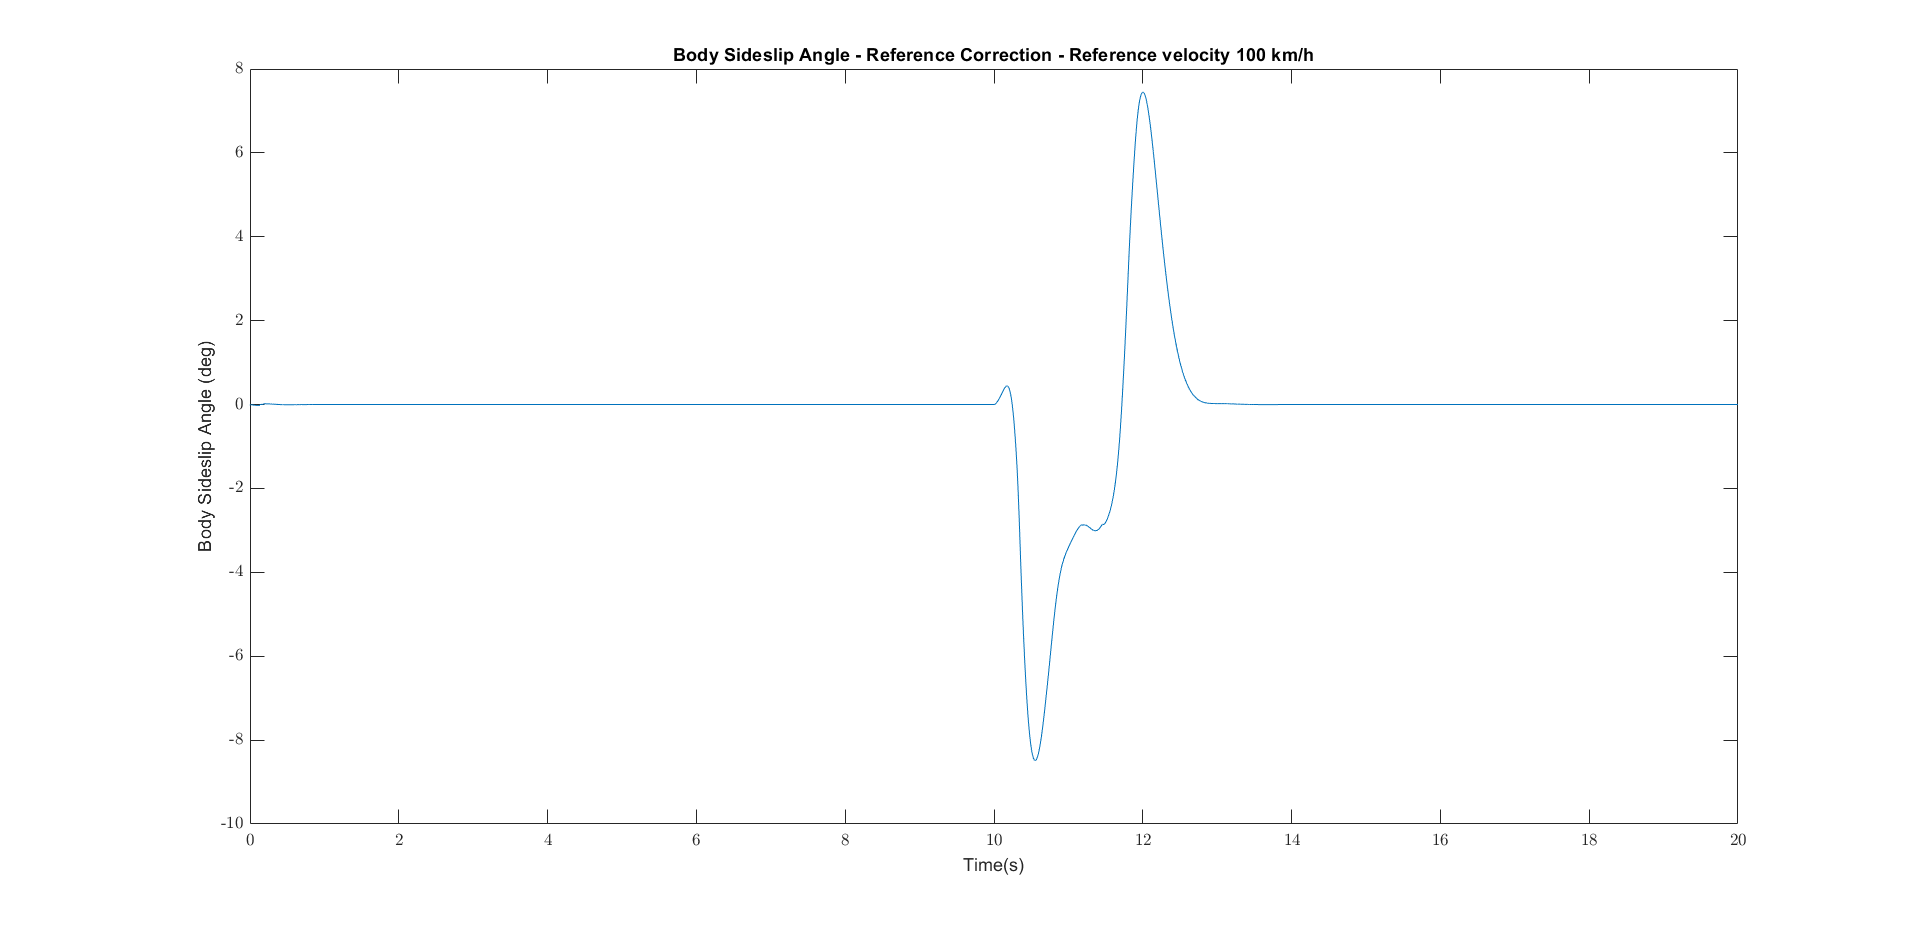 Body Sideslip Angle - Reference Correction - Reference velocity 100 km/h
8
6
4
2
0
-2
-4
-6
-8
-10
Body Sideslip Angle (deg)
0 2 4 6 8 10 12 14 16 18 20
Time(s)